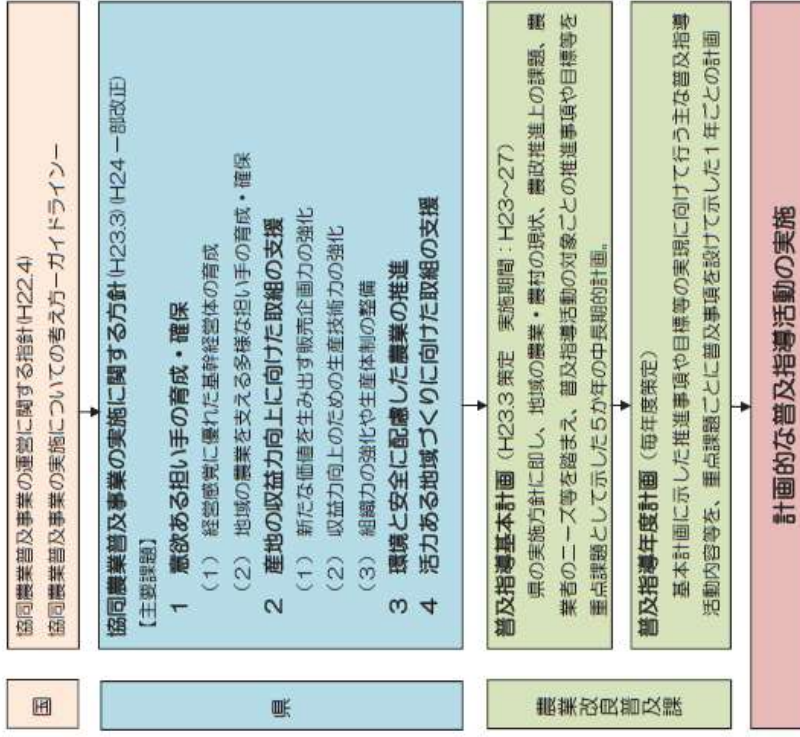 国
協同農業普及事業の運営に関する指針(H22.4)
協同農業普及事業の実施についての考え方ーガイドラインー
県
協同農業普及事業の実施に関する方針(H23.3)(H24 一部改正)
【主要課題】
1 意欲ある担い手の育成・確保
(1) 経営感覚に優れた基幹経営体の育成
(2) 地域の農業を支える多様な担い手の育成・確保
2 産地の収益力向上に向けた取組の支援
(1) 新たな価値を生み出す販売企画力の強化
(2) 収益力向上のための生産技術力の強化
(3) 組織力の強化や生産体制の整備
3 環境と安全に配慮した農業の推進
4 活力ある地域づくりに向けた取組の支援
農業改良普及課
普及指導基本計画(H23.3 策定 実施期間：H23～27)
県の実施方針に即し、地域の農業・農村の現状、農政推進上の課題、農
業者のニーズ等を踏まえ、普及指導活動の対象ごとの推進事項や目標等を
重点課題として示した5か年の中長期的計画。
普及指導年度計画(毎年度策定)
基本計画に示した推進事項や目標等の実現に向けて行う主な普及指導
活動内容等を、重点課題ごとに普及事項を設けて示した1年ごとの計画
計画的な普及指導活動の実施